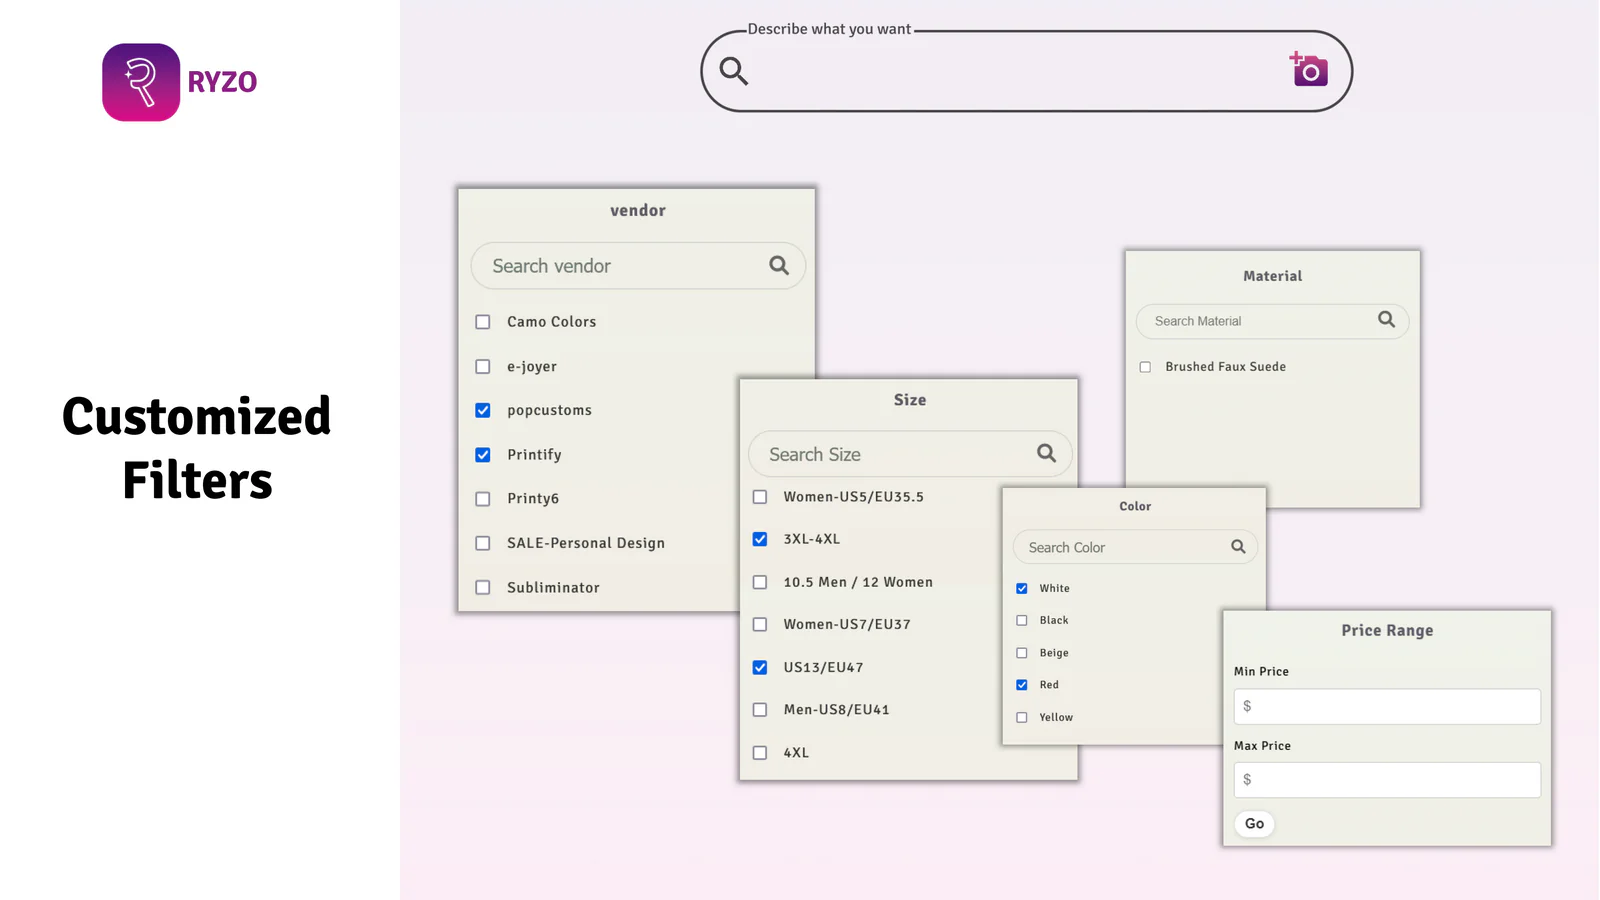 RYZO
Customized
Filters
Describe what you want
vendor
Search vendor
Camo Colors
e-joyer
popcustoms
Printify
Printy6
SALE-Personal Design
Subliminator
Size
Search Size
Women-US5/EU35.5
3XL-4XL
10.5 Men / 12 Women
Women-US7/EU37
US13/EU47
Men-US8/EU41
4XL
Material
Search Material
Brushed Faux Suede
Color
Search Color
White
Black
Beige
Red
Yellow
Price Range
Min Price
$
Max Price
$
Go